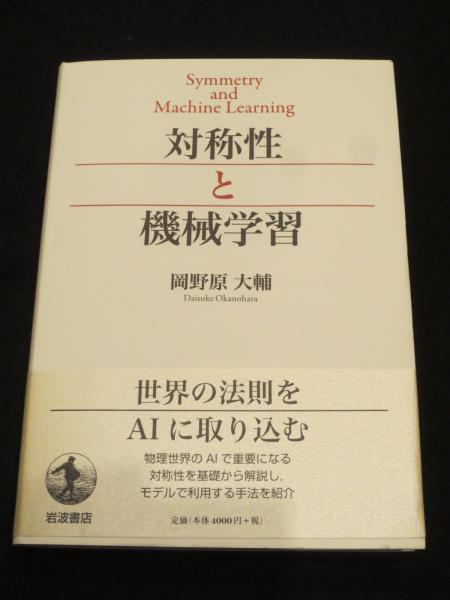 Symmetry
and
Machine Learning
対称性
と
機械学習
岡野原 大輔
Daisuke Okanohara
世界の法則を
AIに取り込む
物理世界のAIで重要になる
対称性を基礎から解説し,
モデルで利用する手法を紹介
岩波書店
定価(本体4000円+税)